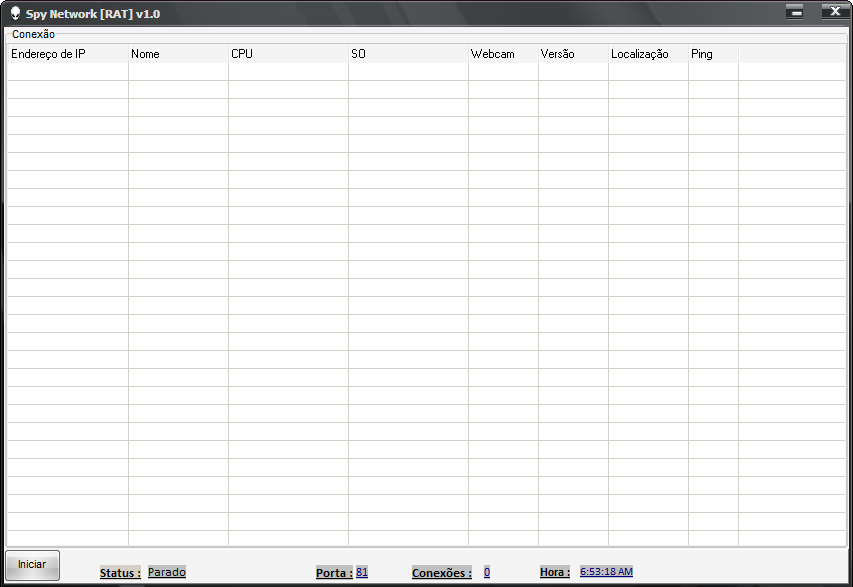 Spy Network [RAT] v1.0
Conexão
Endereço de IP Nome CPU SO Webcam Versão Localização Ping
Iniciar Status : Parado Porta : 81 Conexões : 0 Hora : 6:53:18 AM